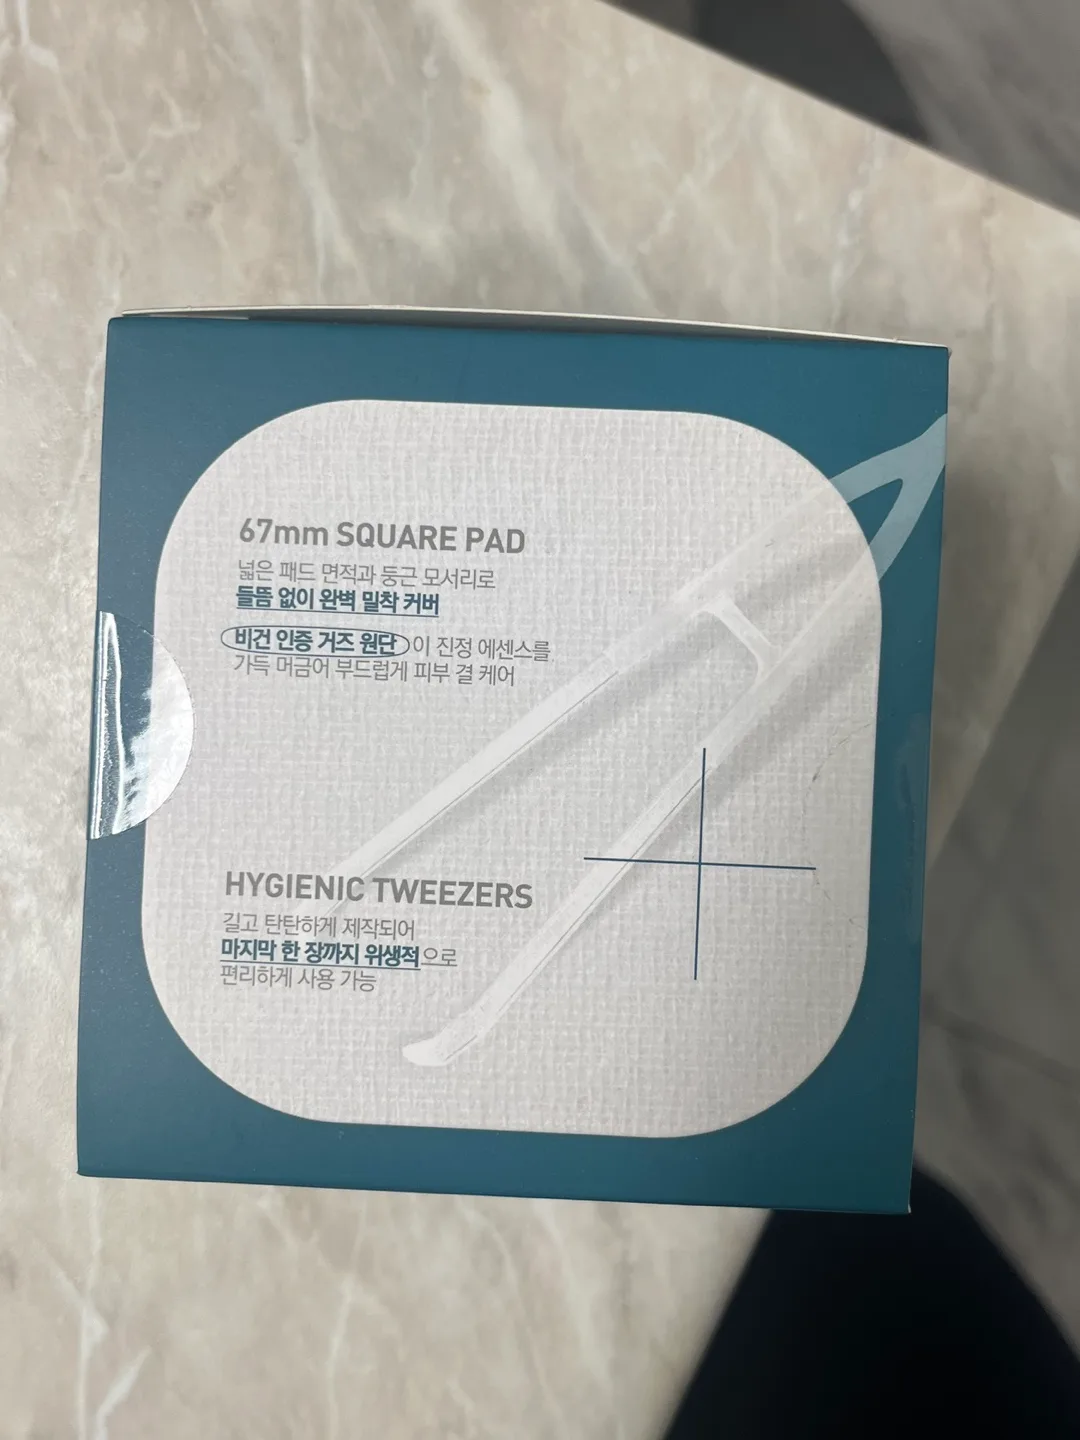 67mm SQUARE PAD
넓은 패드 면적과 둥근 모서리로
들뜸 없이 완벽 밀착 커버
비건 인증 거즈 원단이 진정 에센스를
가득 머금어 부드럽게 피부 결 케어
HYGIENIC TWEEZERS
길고 탄탄하게 제작되어
마지막 한 장까지 위생적으로
편리하게 사용 가능